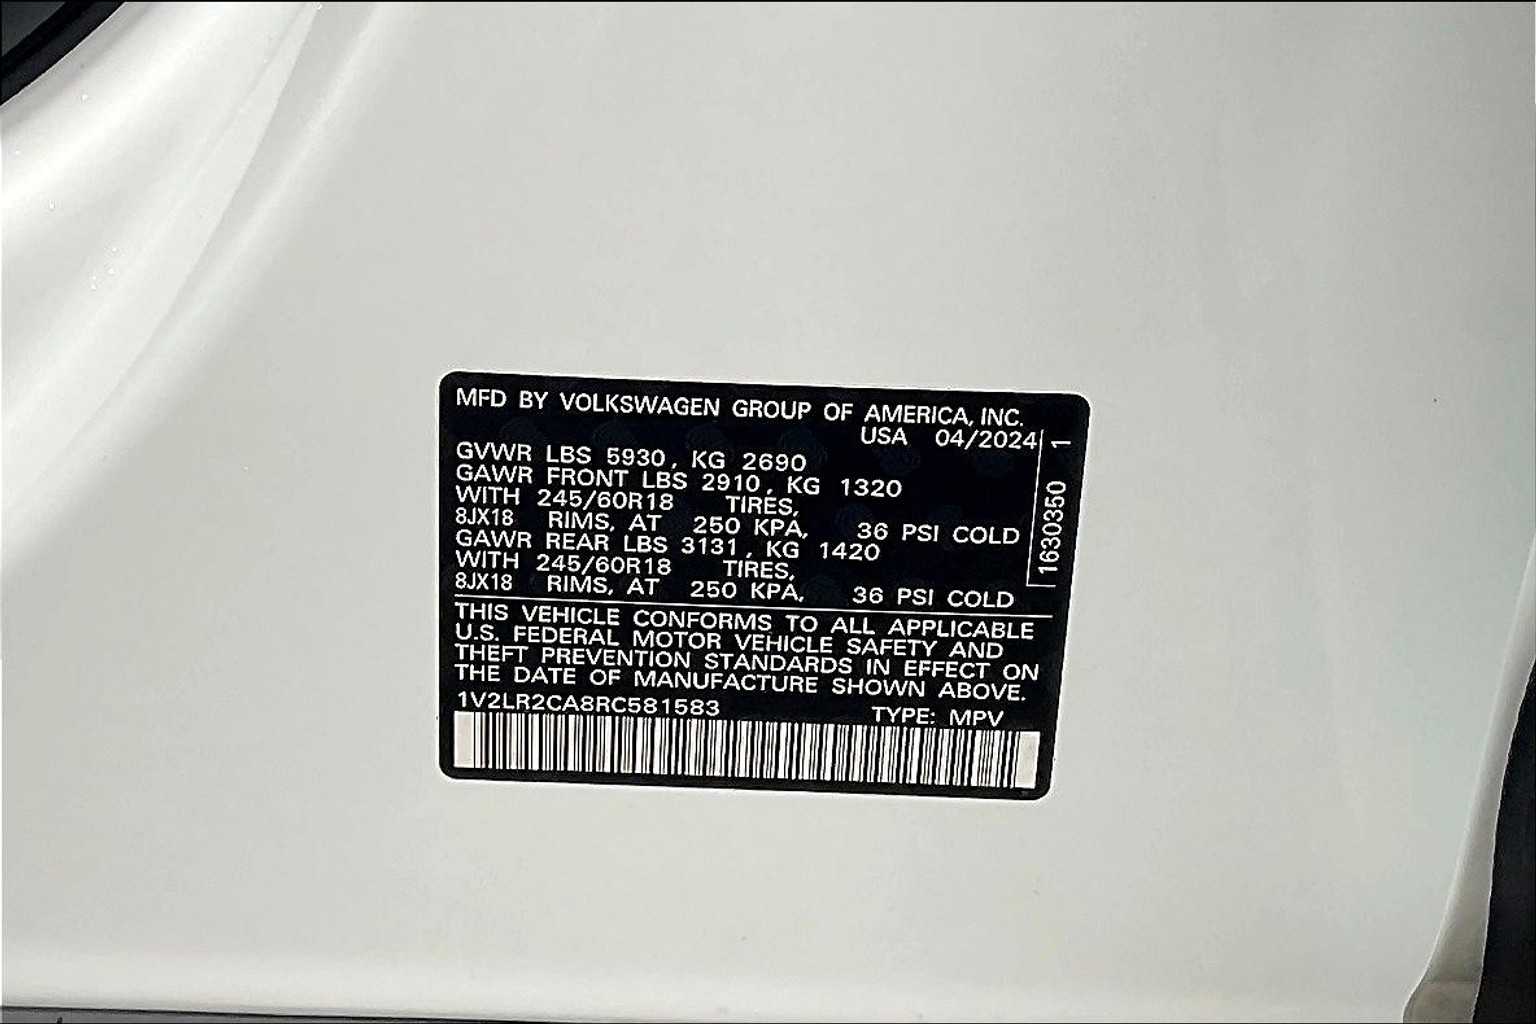 MFD BY VOLKSWAGEN GROUP OF AMERICA, INC.
USA 04/2024
GVWR LBS 5930, KG 2690
GAWR FRONT LBS 2910, KG 1320
WITH 245/60R18 TIRES,
8JX18 RIMS, AT 250 KPA, 36 PSI COLD
GAWR REAR LBS 3131, KG 1420
WITH 245/60R18 TIRES,
8JX18 RIMS, AT 250 KPA, 36 PSI COLD
1630350 1
THIS VEHICLE CONFORMS TO ALL APPLICABLE
U.S. FEDERAL MOTOR VEHICLE SAFETY AND
THEFT PREVENTION STANDARDS IN EFFECT ON
THE DATE OF MANUFACTURE SHOWN ABOVE.
1V2LR2CA8RC581583 TYPE: MPV